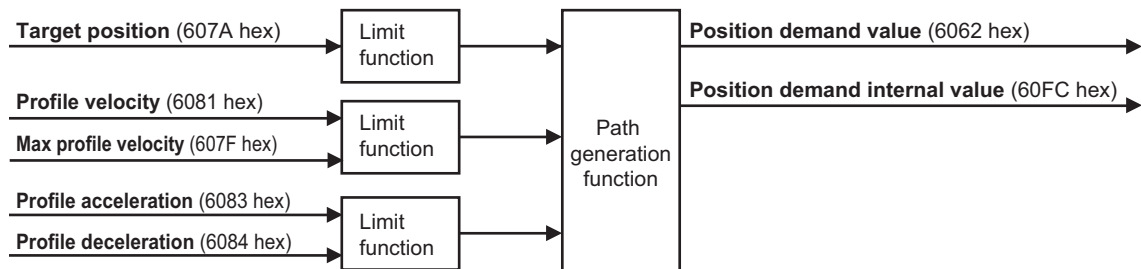 Target position (607A hex)
Limit
function
Position demand value (6062 hex)
Position demand internal value (60FC hex)
Profile velocity (6081 hex)
Max profile velocity (607F hex)
Limit
function
Path
generation
function
Profile acceleration (6083 hex)
Profile deceleration (6084 hex)
Limit
function